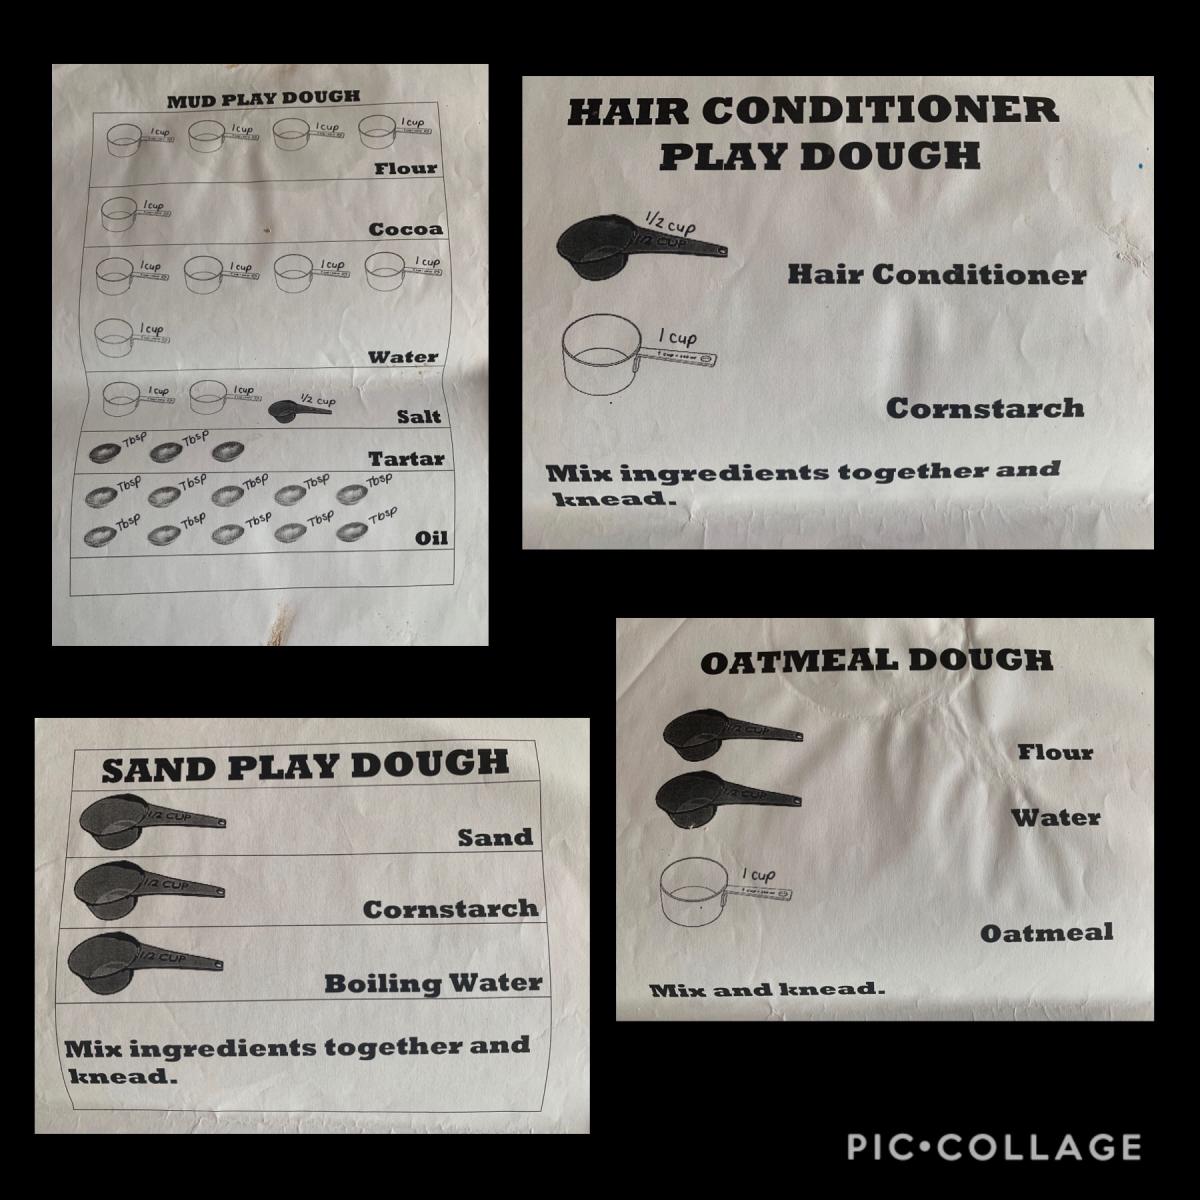 MUD PLAY DOUGH
1 cup 1 cup 1 cup 1 cup
Flour
1 cup
Cocoa
1 cup 1 cup 1 cup 1 cup
1 cup
Water
1 cup 1 cup 1/2 cup
Salt
Tbsp Tbsp
Tartar
Tbsp Tbsp Tbsp Tbsp Tbsp
Tbsp Tbsp Tbsp Tbsp Tbsp
Oil
HAIR CONDITIONER
PLAY DOUGH
1/2 cup
1/2 CUP
Hair Conditioner
1 cup
Cornstarch
Mix ingredients together and
knead.
SAND PLAY DOUGH
1/2 CUP
Sand
1/2 CUP
Cornstarch
1/2 CUP
Boiling Water
Mix ingredients together and
knead.
OATMEAL DOUGH
1/2 CUP
Flour
1/2 CUP
Water
1 cup
Oatmeal
Mix and knead.
PIC•COLLAGE